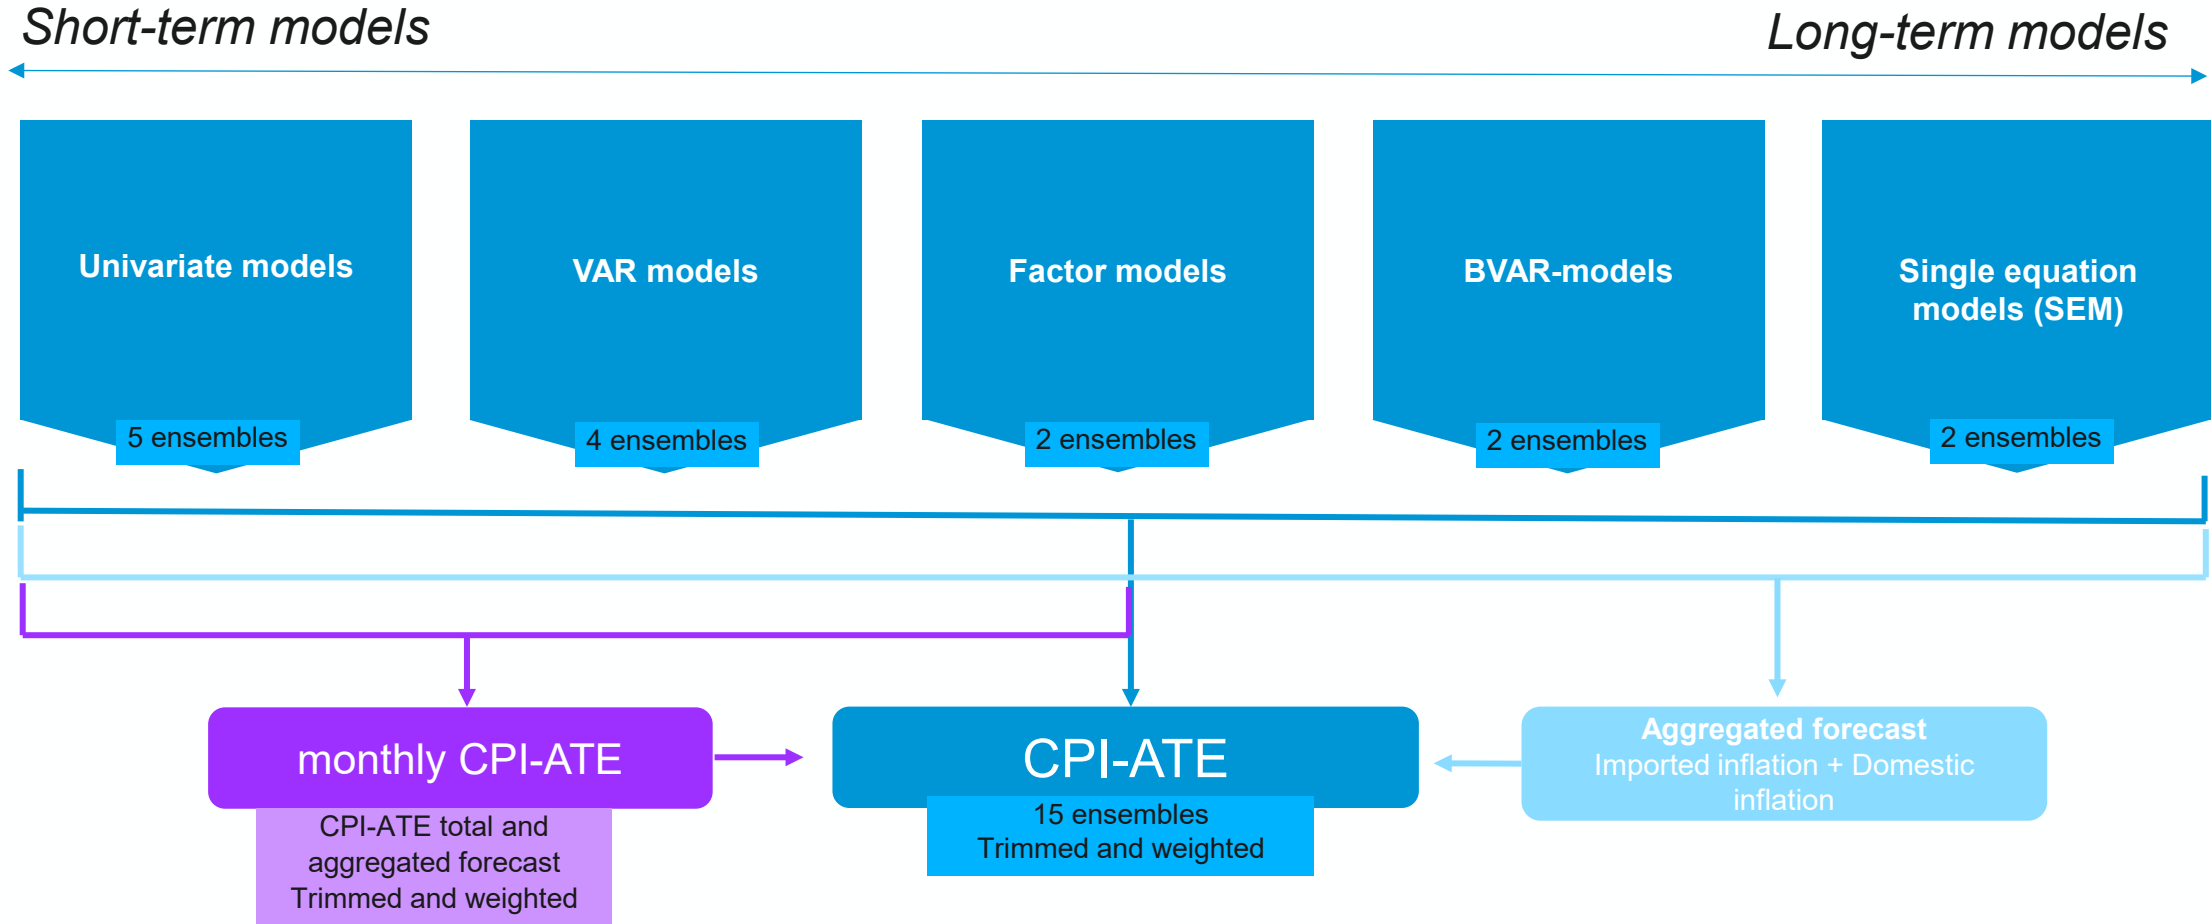 Short-term models
Long-term models
Univariate models
5 ensembles
VAR models
4 ensembles
Factor models
2 ensembles
BVAR-models
2 ensembles
Single equation
models (SEM)
2 ensembles
monthly CPI-ATE
CPI-ATE total and
aggregated forecast
Trimmed and weighted
CPI-ATE
15 ensembles
Trimmed and weighted
Aggregated forecast
Imported inflation + Domestic
inflation